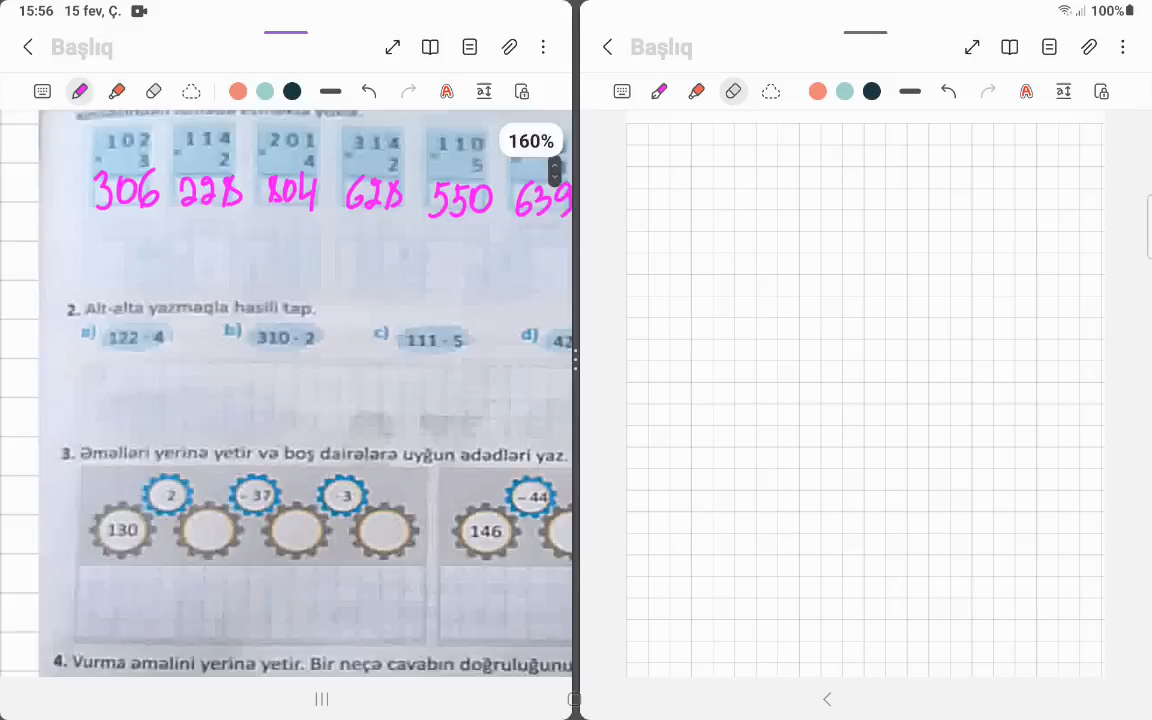 15:56 15 fev, Ç. 100%
Başlıq Başlıq
102 114 201 314 110
3 2 4 2 5
160%
306 228 804 628 550 639
2. Alt-alta yazmaqla hasili tap.
a) 122 · 4 b) 310 · 2 c) 111 · 5 d) 42
3. Əməlləri yerinə yetir və boş dairələrə uyğun ədədləri yaz.
2 - 37 3 - 44
130 146
4. Vurma əməlini yerinə yetir. Bir neçə cavabın doğruluğunu